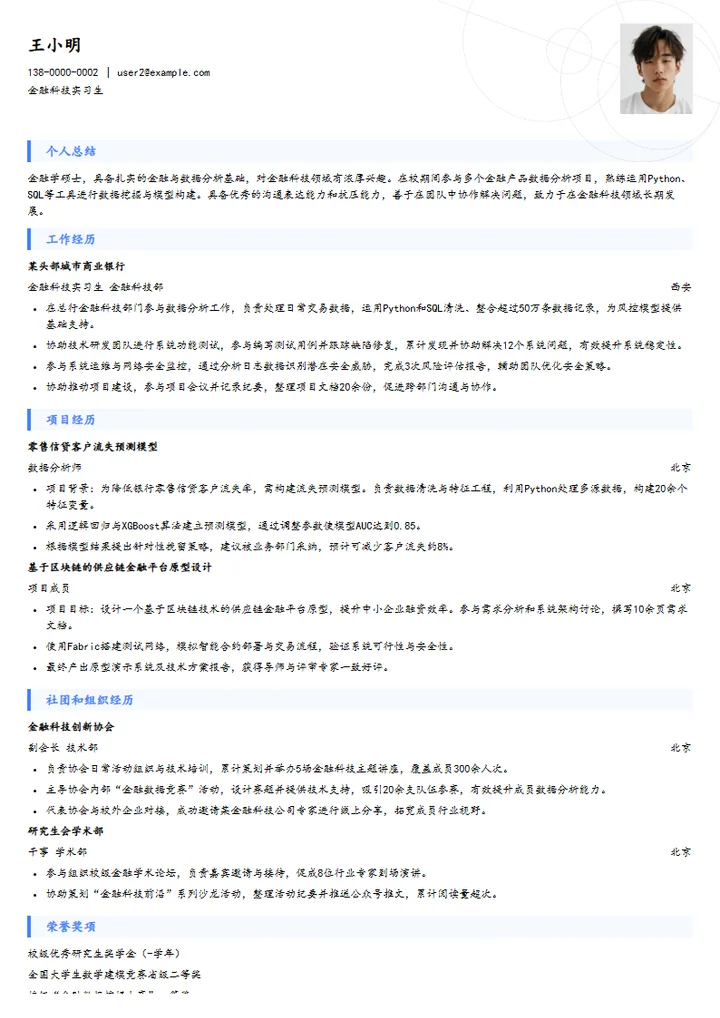 王小明
138-0000-0002 | user2@example.com
金融科技实习生
个人总结
金融学硕士，具备扎实的金融与数据分析基础，对金融科技领域有浓厚兴趣。在校期间参与多个金融产品数据分析项目，熟练运用Python、
SQL等工具进行数据挖掘与模型构建。具备优秀的沟通表达能力和抗压能力，善于在团队中协作解决问题，致力于在金融科技领域长期发
展。
工作经历
某头部城市商业银行
金融科技实习生 金融科技部 西安
• 在总行金融科技部门参与数据分析工作，负责处理日常交易数据，运用Python和SQL清洗、整合超过50万条数据记录，为风控模型提供
基础支持。
• 协助技术研发团队进行系统功能测试，参与编写测试用例并跟踪缺陷修复，累计发现并协助解决12个系统问题，有效提升系统稳定性。
• 参与系统运维与网络安全监控，通过分析日志数据识别潜在安全威胁，完成3次风险评估报告，辅助团队优化安全策略。
• 协助推动项目建设，参与项目会议并记录纪要，整理项目文档20余份，促进跨部门沟通与协作。
项目经历
零售信贷客户流失预测模型
数据分析师 北京
• 项目背景：为降低银行零售信贷客户流失率，需构建流失预测模型。负责数据清洗与特征工程，利用Python处理多源数据，构建20余个
特征变量。
• 采用逻辑回归与XGBoost算法建立预测模型，通过调整参数使模型AUC达到0.85。
• 根据模型结果提出针对性挽留策略，建议被业务部门采纳，预计可减少客户流失约8%。
基于区块链的供应链金融平台原型设计
项目成员 北京
• 项目目标：设计一个基于区块链技术的供应链金融平台原型，提升中小企业融资效率。参与需求分析和系统架构讨论，撰写10余页需求
文档。
• 使用Fabric搭建测试网络，模拟智能合约部署与交易流程，验证系统可行性与安全性。
• 最终产出原型演示系统及技术方案报告，获得导师与评审专家一致好评。
社团和组织经历
金融科技创新协会
副会长 技术部 北京
• 负责协会日常活动组织与技术培训，累计策划并举办5场金融科技主题讲座，覆盖成员300余人次。
• 主导协会内部“金融数据竞赛”活动，设计赛题并提供技术支持，吸引20余支队伍参赛，有效提升成员数据分析能力。
• 代表协会与校外企业对接，成功邀请某金融科技公司专家进行线上分享，拓宽成员行业视野。
研究生会学术部
干事 学术部 北京
• 参与组织校级金融学术论坛，负责嘉宾邀请与接待，促成8位行业专家到场演讲。
• 协助策划“金融科技前沿”系列沙龙活动，整理活动纪要并推送公众号推文，累计阅读量超次。
荣誉奖项
校级优秀研究生奖学金（-学年）
全国大学生数学建模竞赛省级二等奖